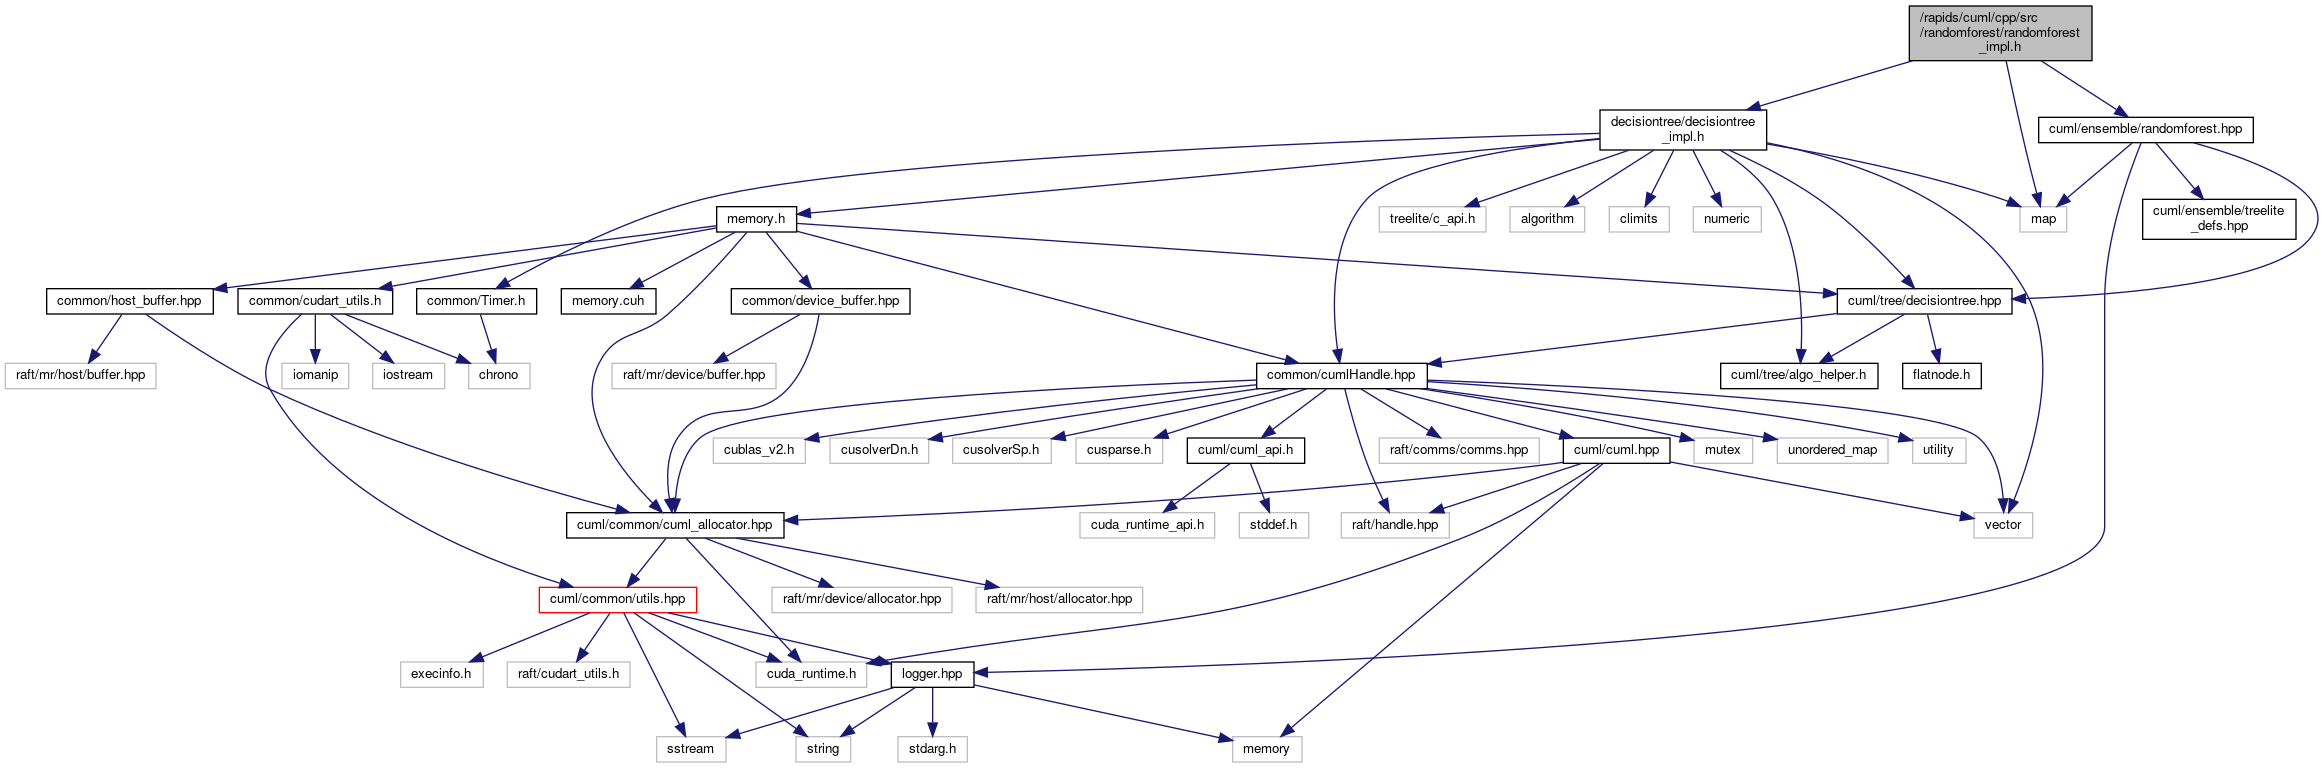 /rapids/cuml/cpp/src
/randomforest/randomforest
_impl.h
decisiontree/decisiontree
_impl.h
cuml/ensemble/randomforest.hpp
memory.h
treelite/c_api.h
algorithm
climits
numeric
map
cuml/ensemble/treelite
_defs.hpp
common/host_buffer.hpp
common/cudart_utils.h
common/Timer.h
memory.cuh
common/device_buffer.hpp
cuml/tree/decisiontree.hpp
raft/mr/host/buffer.hpp
iomanip
iostream
chrono
raft/mr/device/buffer.hpp
common/cumlHandle.hpp
cuml/tree/algo_helper.h
flatnode.h
cublas_v2.h
cusolverDn.h
cusolverSp.h
cusparse.h
cuml/cuml_api.h
raft/comms/comms.hpp
cuml/cuml.hpp
mutex
unordered_map
utility
cuml/common/cuml_allocator.hpp
cuda_runtime_api.h
stddef.h
raft/handle.hpp
vector
cuml/common/utils.hpp
raft/mr/device/allocator.hpp
raft/mr/host/allocator.hpp
execinfo.h
raft/cudart_utils.h
cuda_runtime.h
logger.hpp
sstream
string
stdarg.h
memory